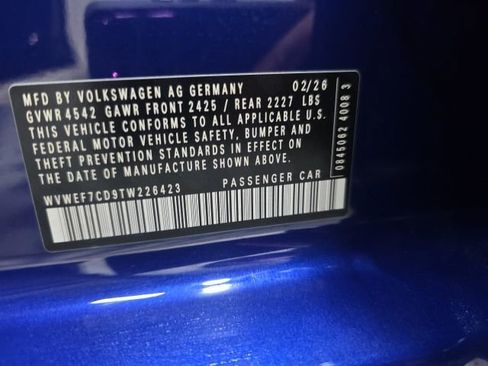 MFD BY VOLKSWAGEN AG GERMANY 02/26
GVWR 4542 GAWR FRONT 2425 / REAR 2227 LBS
THIS VEHICLE CONFORMS TO ALL APPLICABLE U.S.
FEDERAL MOTOR VEHICLE SAFETY, BUMPER AND
THEFT PREVENTION STANDARDS IN EFFECT ON
THE DATE OF MANUFACTURE SHOWN ABOVE.
WVWEF7CD9TW226423 PASSENGER CAR
0845062 4008 3